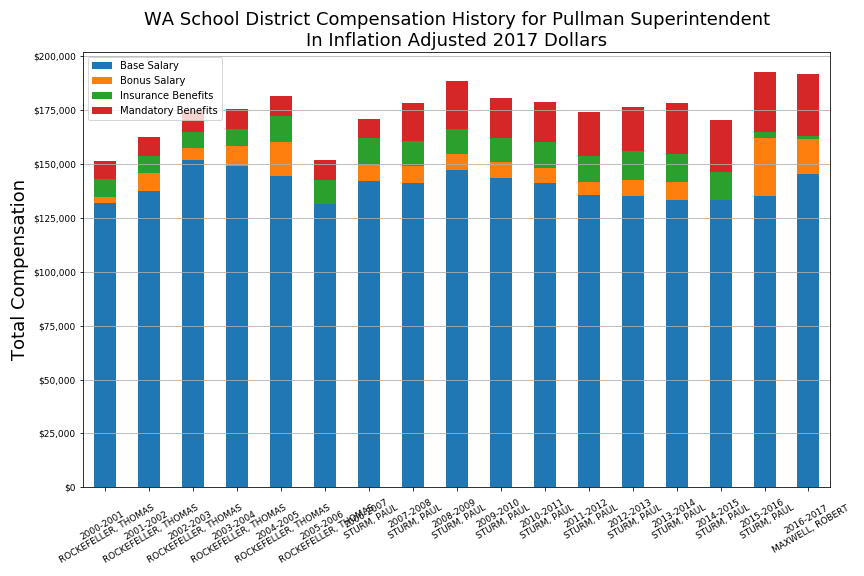 WA School District Compensation History for Pullman Superintendent
In Inflation Adjusted 2017 Dollars
Base Salary
Bonus Salary
Insurance Benefits
Mandatory Benefits
Total Compensation
$200,000
$175,000
$150,000
$125,000
$100,000
$75,000
$50,000
$25,000
$0
2000-2001
ROCKEFELLER, THOMAS
2001-2002
ROCKEFELLER, THOMAS
2002-2003
ROCKEFELLER, THOMAS
2003-2004
ROCKEFELLER, THOMAS
2004-2005
ROCKEFELLER, THOMAS
2005-2006
ROCKEFELLER, THOMAS
2006-2007
STURM, PAUL
2007-2008
STURM, PAUL
2008-2009
STURM, PAUL
2009-2010
STURM, PAUL
2010-2011
STURM, PAUL
2011-2012
STURM, PAUL
2012-2013
STURM, PAUL
2013-2014
STURM, PAUL
2014-2015
STURM, PAUL
2015-2016
STURM, PAUL
2016-2017
MAXWELL, ROBERT